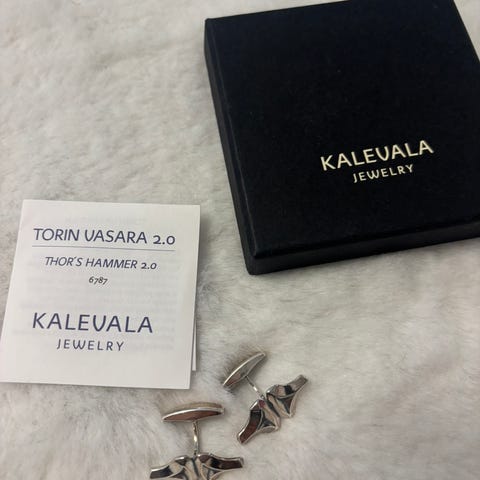 KALEVALA
JEWELRY
TORIN VASARA 2.0
THOR'S HAMMER 2.0
6787
KALEVALA
JEWELRY